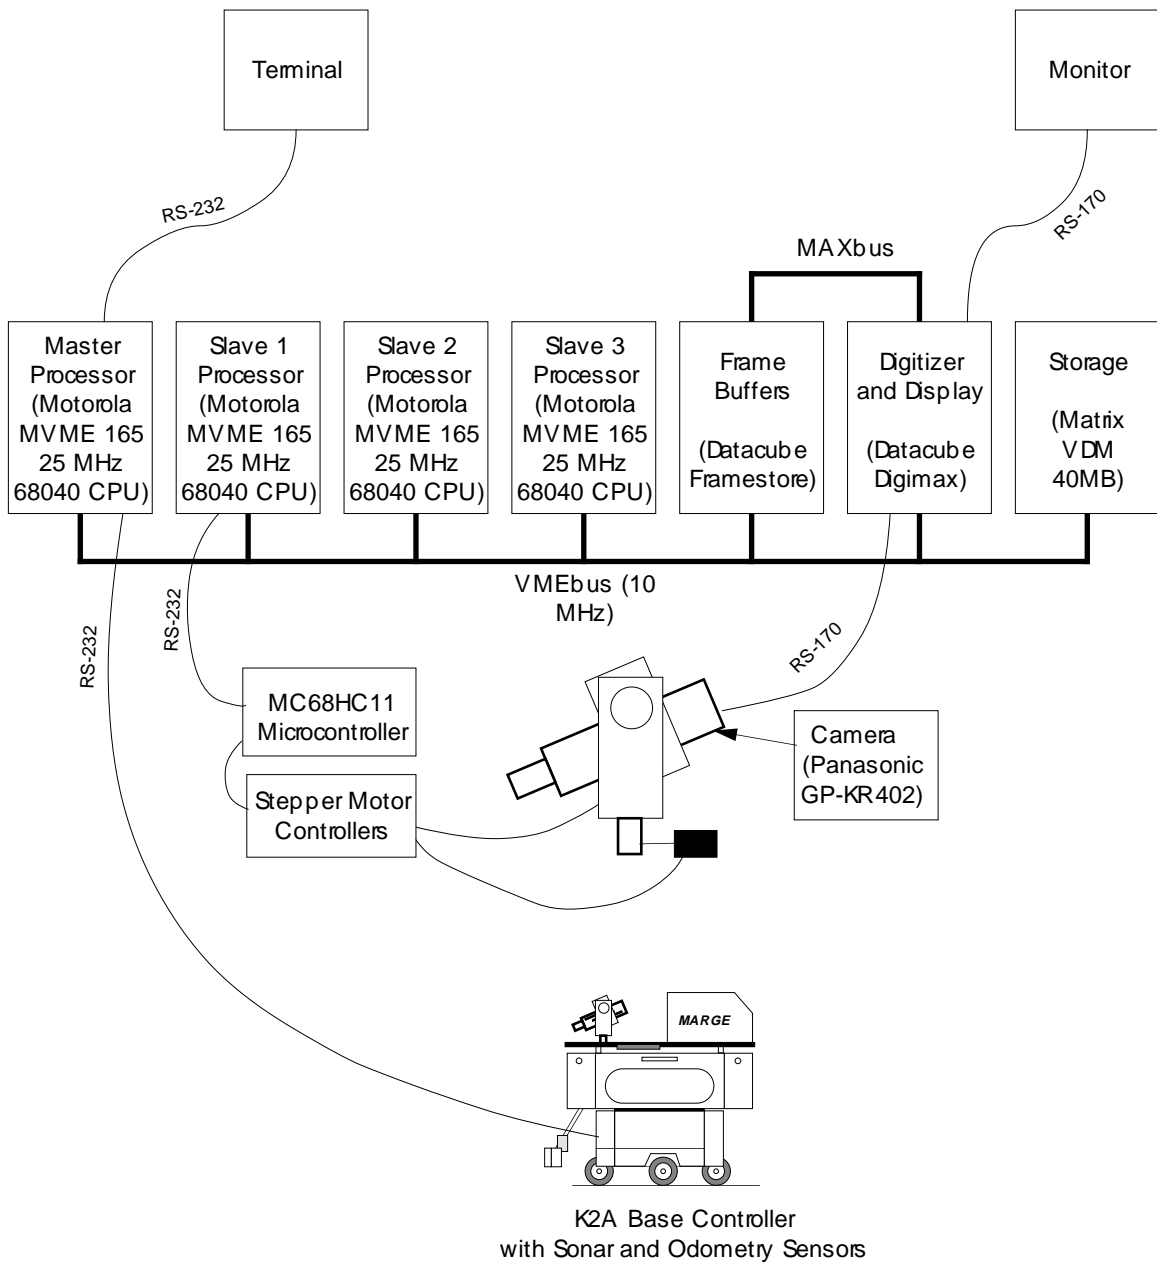 Terminal
Monitor
RS-232
RS-170
MAXbus
Master
Processor
(Motorola
MVME 165
25 MHz
68040 CPU)
Slave 1
Processor
(Motorola
MVME 165
25 MHz
68040 CPU)
Slave 2
Processor
(Motorola
MVME 165
25 MHz
68040 CPU)
Slave 3
Processor
(Motorola
MVME 165
25 MHz
68040 CPU)
Frame
Buffers
(Datacube
Framestore)
Digitizer
and Display
(Datacube
Digimax)
Storage
(Matrix
VDM
40MB)
VMEbus (10
MHz)
RS-232
RS-232
RS-170
MC68HC11
Microcontroller
Stepper Motor
Controllers
Camera
(Panasonic
GP-KR402)
MARGE
K2A Base Controller
with Sonar and Odometry Sensors